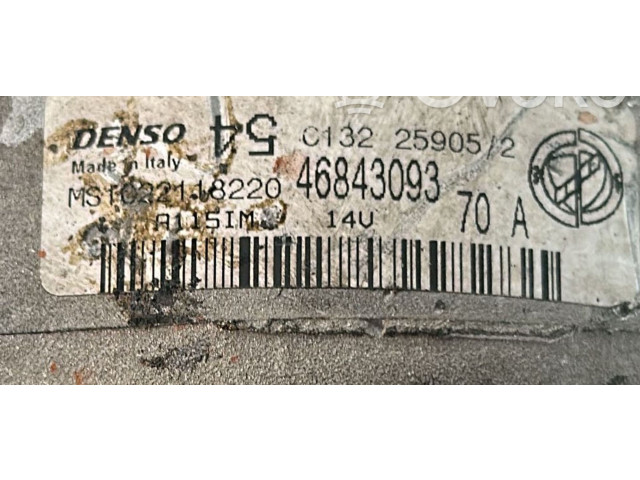 DENSO 54 C132 25905/2
Made in Italy
MS1022118220 46843093 70 A
A115IM 14V